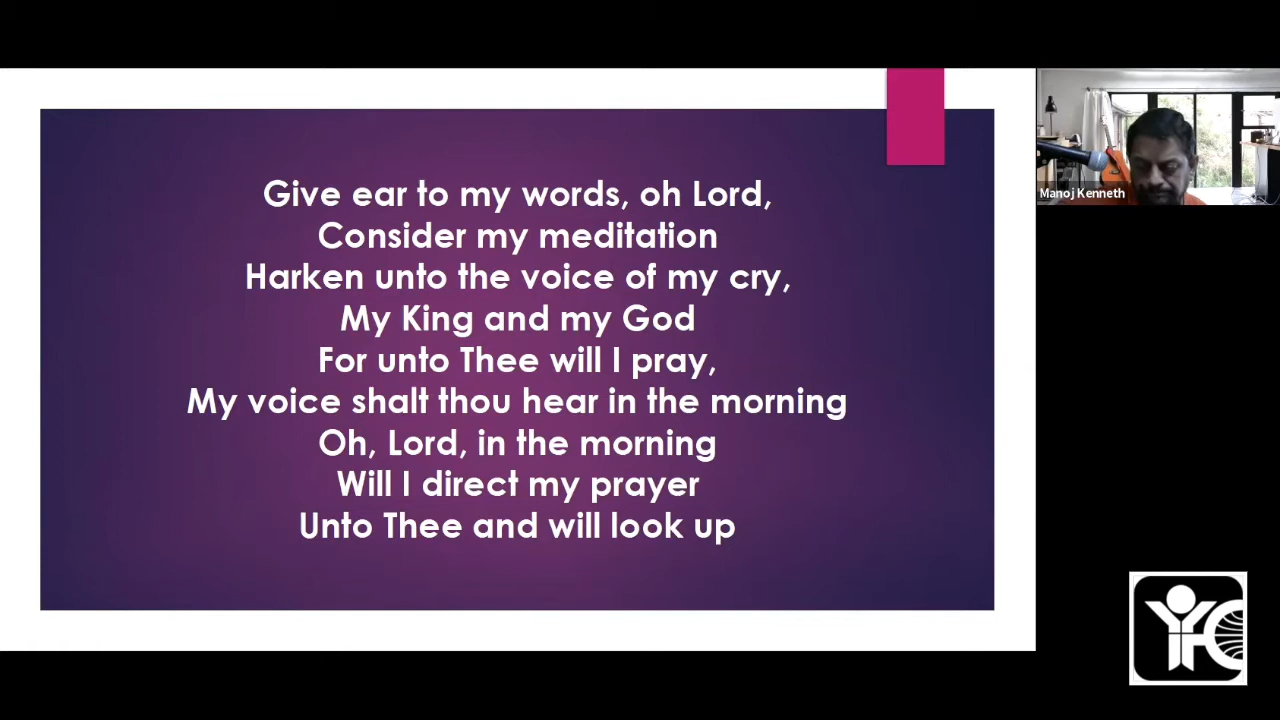 Give ear to my words, oh Lord,
Consider my meditation
Harken unto the voice of my cry,
My King and my God
For unto Thee will I pray,
My voice shalt thou hear in the morning
Oh, Lord, in the morning
Will I direct my prayer
Unto Thee and will look up
Manoj Kenneth
YFC